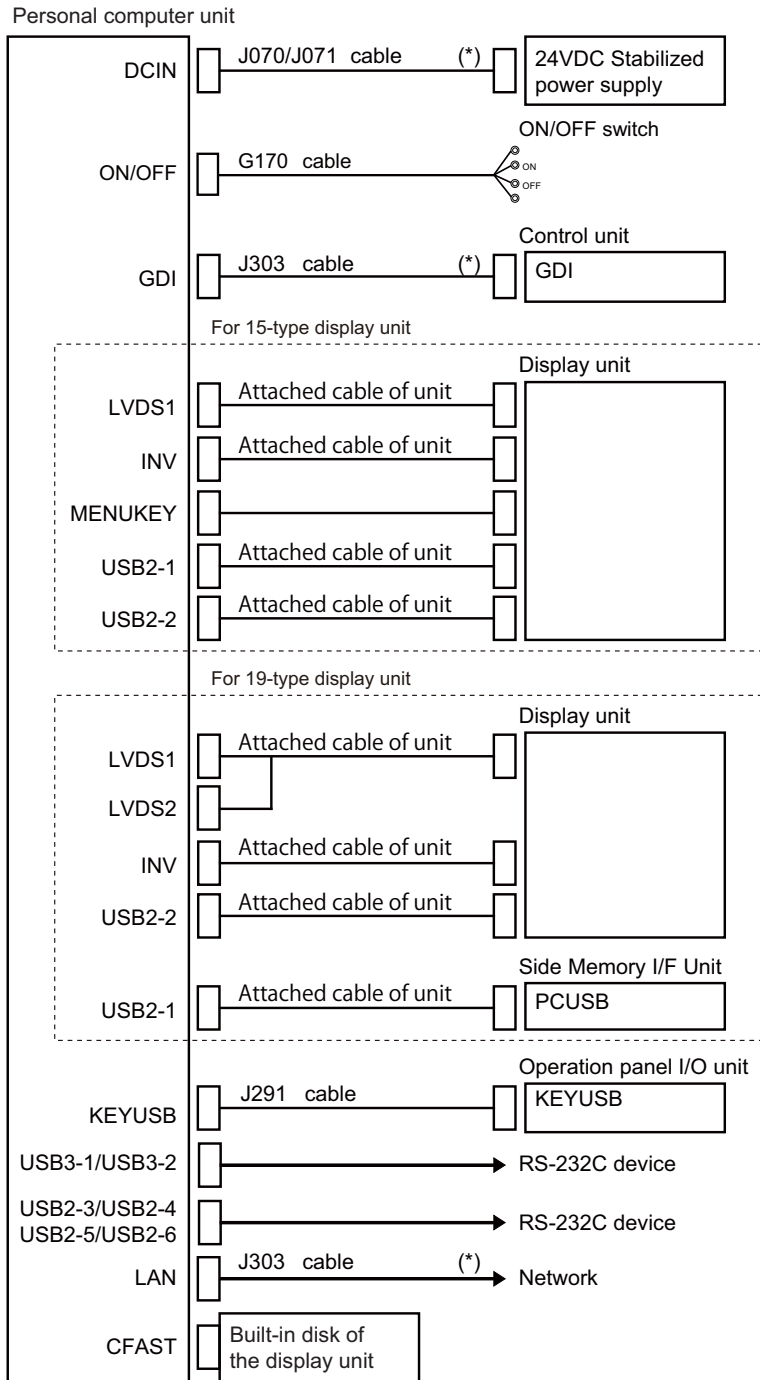 Personal computer unit
DCIN
J070/J071 cable (*)
24VDC Stabilized
power supply
ON/OFF switch
ON/OFF
G170 cable
ON
OFF
Control unit
GDI
J303 cable (*)
GDI
For 15-type display unit
Display unit
LVDS1
Attached cable of unit
INV
Attached cable of unit
MENUKEY
USB2-1
Attached cable of unit
USB2-2
Attached cable of unit
For 19-type display unit
Display unit
LVDS1
Attached cable of unit
LVDS2
INV
Attached cable of unit
USB2-2
Attached cable of unit
Side Memory I/F Unit
USB2-1
Attached cable of unit
PCUSB
Operation panel I/O unit
KEYUSB
J291 cable
KEYUSB
USB3-1/USB3-2
RS-232C device
USB2-3/USB2-4
USB2-5/USB2-6
RS-232C device
LAN
J303 cable (*)
Network
CFAST
Built-in disk of
the display unit